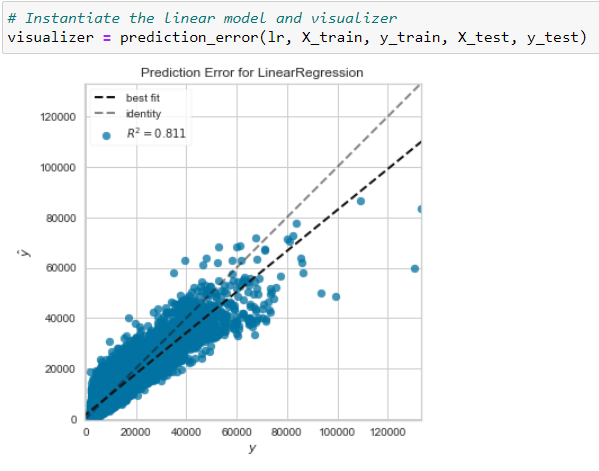 # Instantiate the linear model and visualizer
visualizer = prediction_error(lr, X_train, y_train, X_test, y_test)
Prediction Error for LinearRegression
best fit
identity
R² = 0.811
120000
100000
80000
60000
40000
20000
0
ŷ
0 20000 40000 60000 80000 100000 120000
y